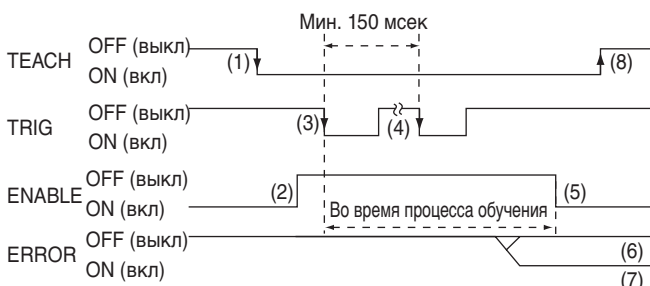 Мин. 150 мсек
TEACH OFF (выкл) (1) (8)
ON (вкл)
TRIG OFF (выкл) (3) (4)
ON (вкл)
ENABLE OFF (выкл) (2) (5)
ON (вкл) Во время процесса обучения
ERROR OFF (выкл) (6)
ON (вкл) (7)